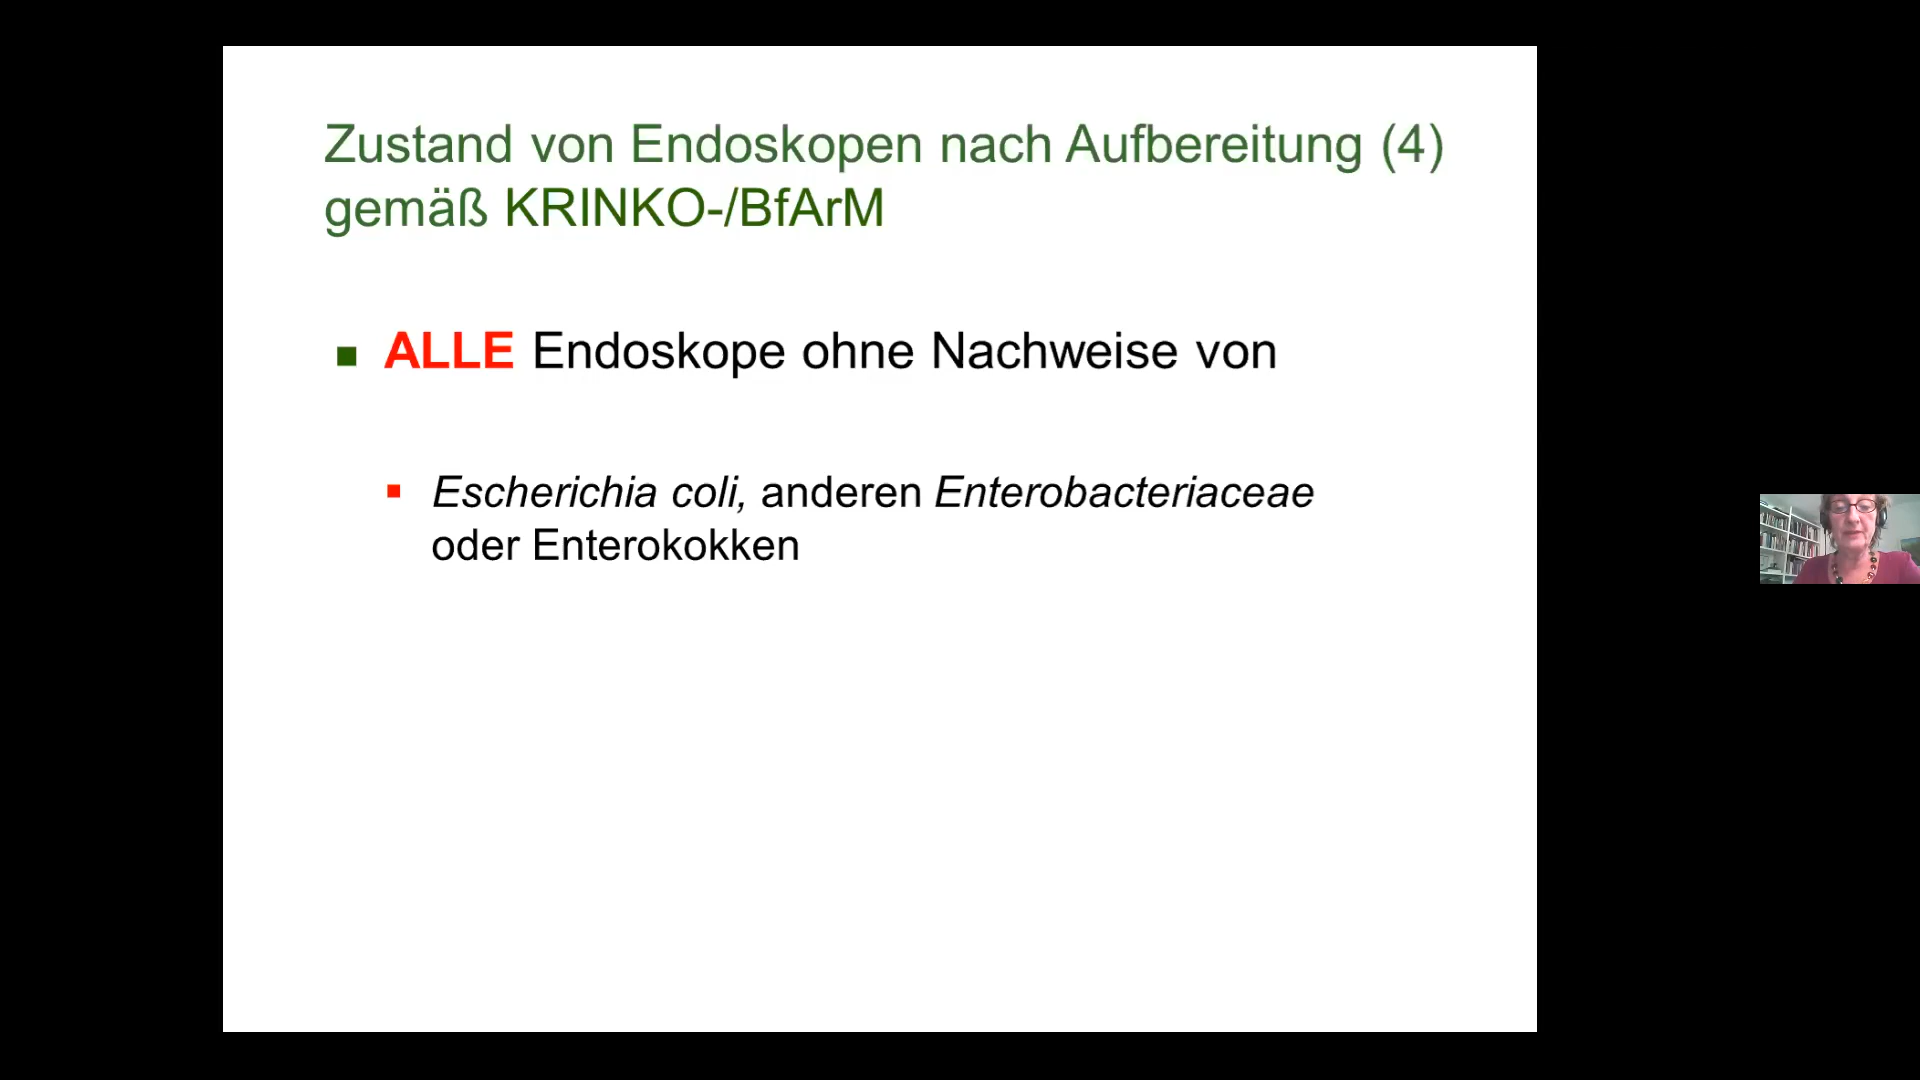 Zustand von Endoskopen nach Aufbereitung (4)
gemäß KRINKO-/BfArM
ALLE Endoskope ohne Nachweise von
Escherichia coli, anderen Enterobacteriaceae
oder Enterokokken